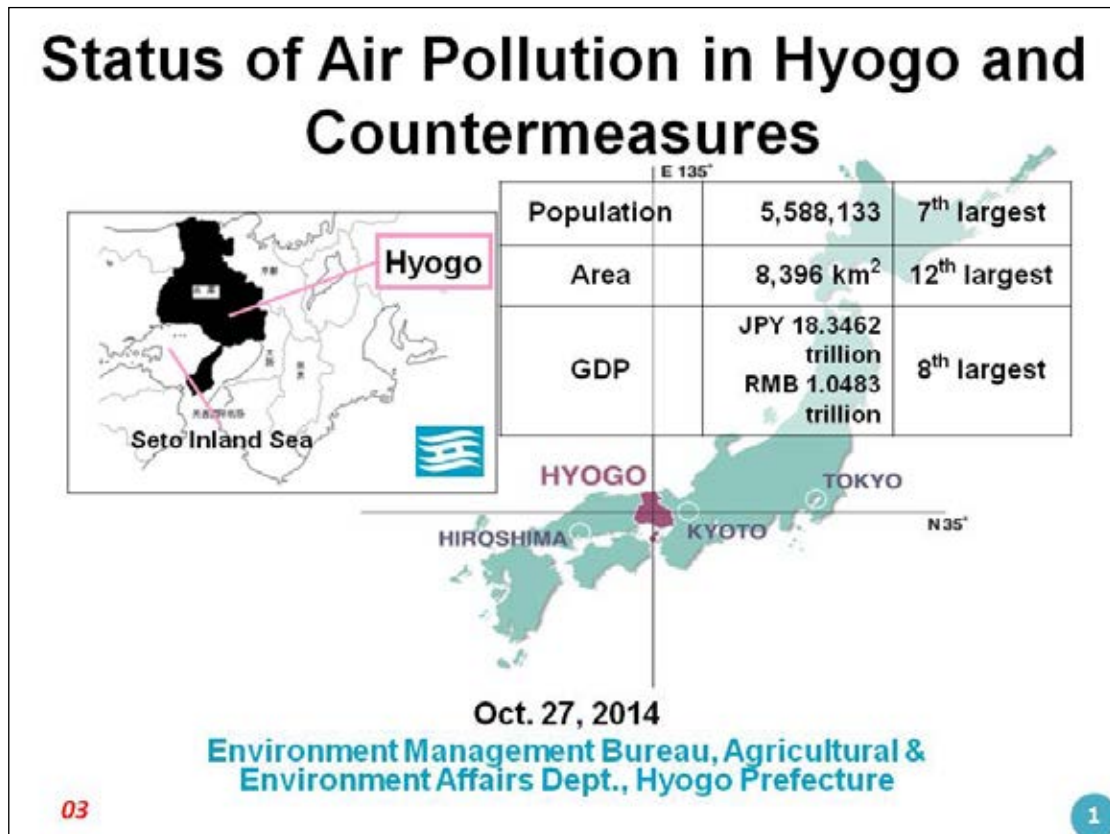 Status of Air Pollution in Hyogo and
Countermeasures
E 135°
Population 5,588,133 7th largest
Area 8,396 km² 12th largest
GDP JPY 18.3462 trillion RMB 1.0483 trillion 8th largest
Hyogo
Seto Inland Sea
HYOGO
TOKYO
N 35°
HIROSHIMA
KYOTO
Oct. 27, 2014
Environment Management Bureau, Agricultural &
Environment Affairs Dept., Hyogo Prefecture
03
1